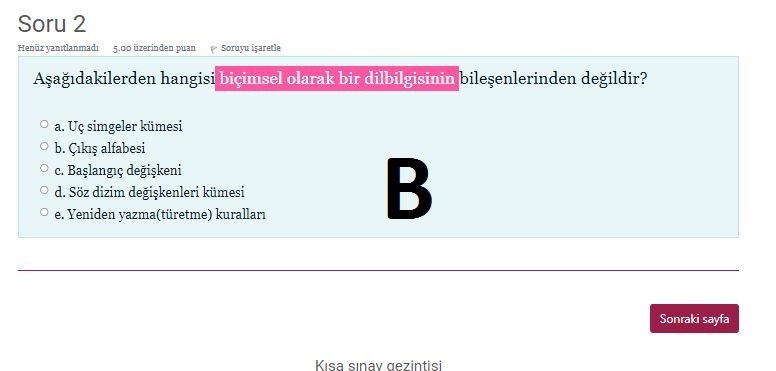 Soru 2
Henüz yanıtlanmadı 5.00 üzerinden puan Soruyu işaretle
Aşağıdakilerden hangisi biçimsel olarak bir dilbilgisinin bileşenlerinden değildir?
a. Uç simgeler kümesi
b. Çıkış alfabesi
c. Başlangıç değişkeni
d. Söz dizim değişkenleri kümesi
e. Yeniden yazma(türetme) kuralları
B
Sonraki sayfa
Kısa sınav gezintisi